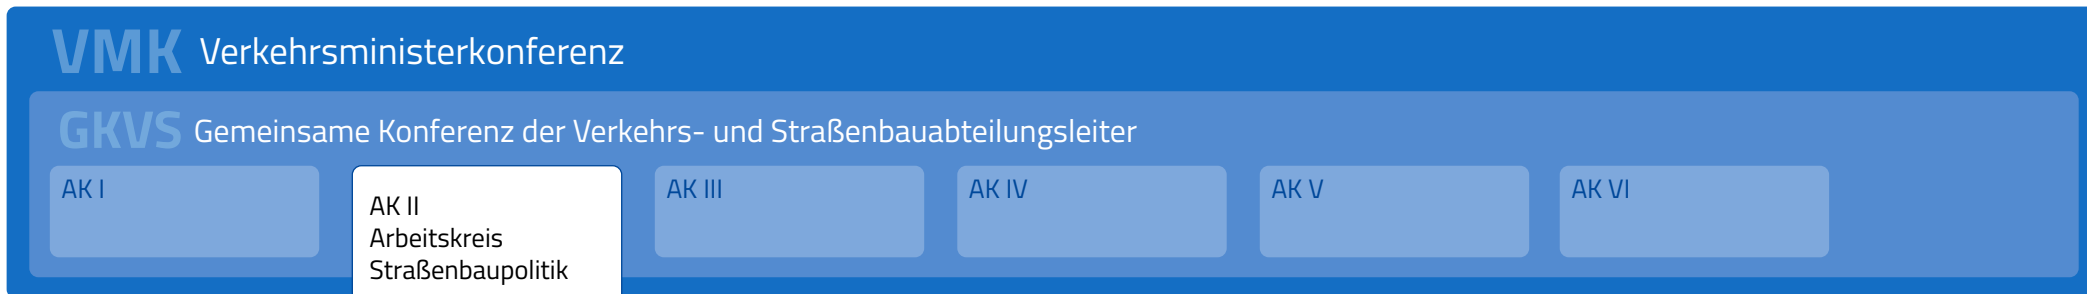 VMK Verkehrsministerkonferenz
GKVS Gemeinsame Konferenz der Verkehrs- und Straßenbauabteilungsleiter
AK I
AK II
Arbeitskreis
Straßenbaupolitik
AK III
AK IV
AK V
AK VI